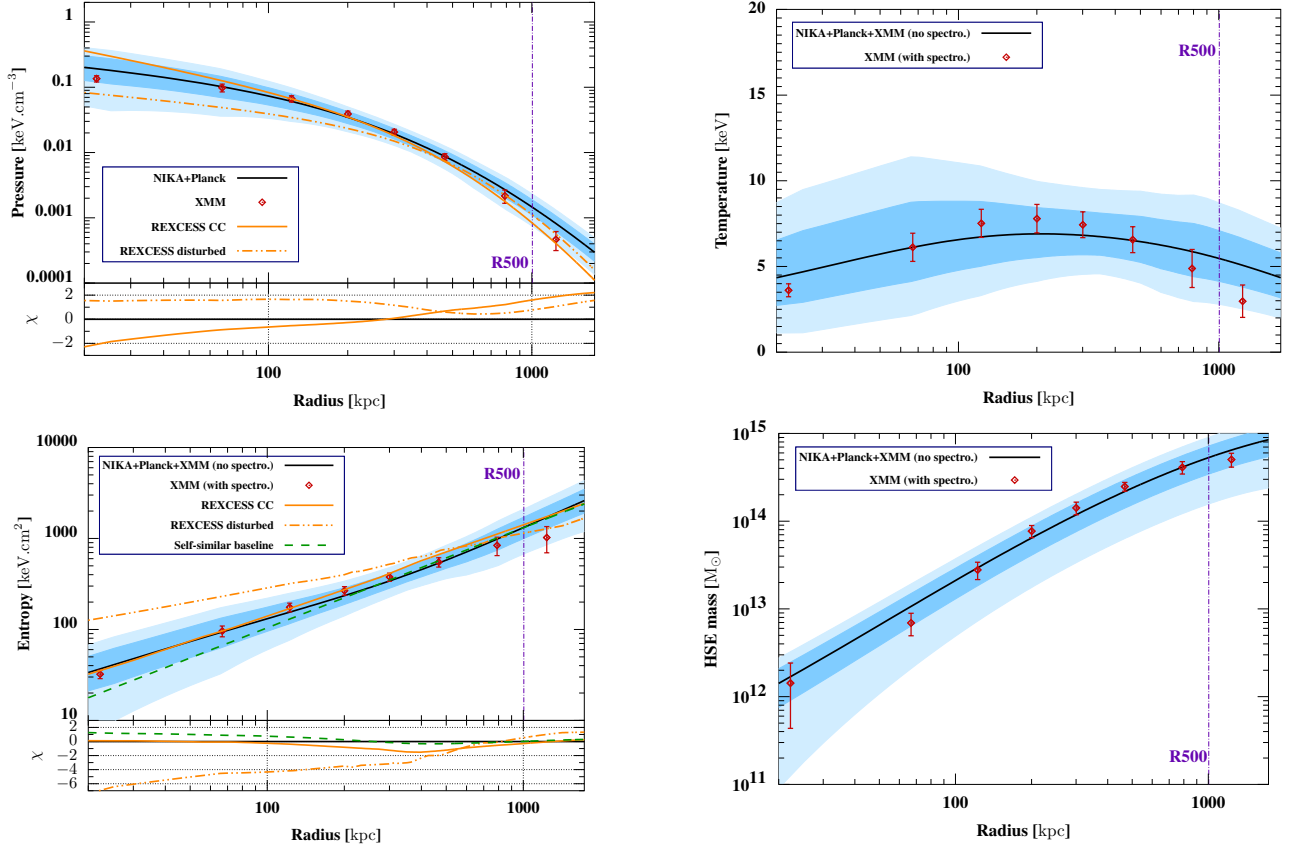 1
0.1
0.01
0.001
0.0001
Pressure [keV.cm⁻³]
NIKA+Planck
XMM
REXCESS CC
REXCESS disturbed
R500
2
0
−2
χ
100
1000
Radius [kpc]
20
15
10
5
0
Temperature [keV]
NIKA+Planck+XMM (no spectro.)
XMM (with spectro.)
R500
100
1000
Radius [kpc]
10000
1000
100
10
Entropy [keV.cm²]
NIKA+Planck+XMM (no spectro.)
XMM (with spectro.)
REXCESS CC
REXCESS disturbed
Self-similar baseline
R500
2
0
−2
−4
−6
χ
100
1000
Radius [kpc]
10¹⁵
10¹⁴
10¹³
10¹²
10¹¹
HSE mass [M⊙]
NIKA+Planck+XMM (no spectro.)
XMM (with spectro.)
R500
100
1000
Radius [kpc]